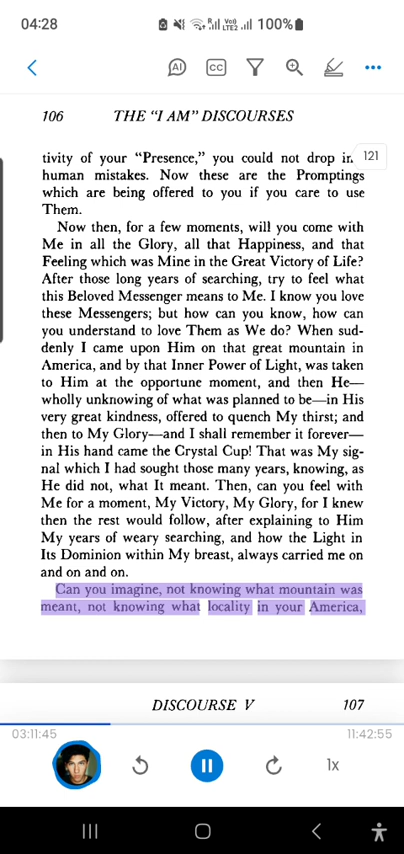 04:28
Vo)) LTE2 100%
AI CC
106 THE “I AM” DISCOURSES
121
tivity of your “Presence,” you could not drop in
human mistakes. Now these are the Promptings
which are being offered to you if you care to use
Them.
Now then, for a few moments, will you come with
Me in all the Glory, all that Happiness, and that
Feeling which was Mine in the Great Victory of Life?
After those long years of searching, try to feel what
this Beloved Messenger means to Me. I know you love
these Messengers; but how can you know, how can
you understand to love Them as We do? When sud-
denly I came upon Him on that great mountain in
America, and by that Inner Power of Light, was taken
to Him at the opportune moment, and then He—
wholly unknowing of what was planned to be—in His
very great kindness, offered to quench My thirst; and
then to My Glory—and I shall remember it forever—
in His hand came the Crystal Cup! That was My sig-
nal which I had sought those many years, knowing, as
He did not, what It meant. Then, can you feel with
Me for a moment, My Victory, My Glory, for I knew
then the rest would follow, after explaining to Him
My years of weary searching, and how the Light in
Its Dominion within My breast, always carried me on
and on and on.
Can you imagine, not knowing what mountain was
meant, not knowing what locality in your America,
DISCOURSE V 107
03:11:45 11:42:55
1x